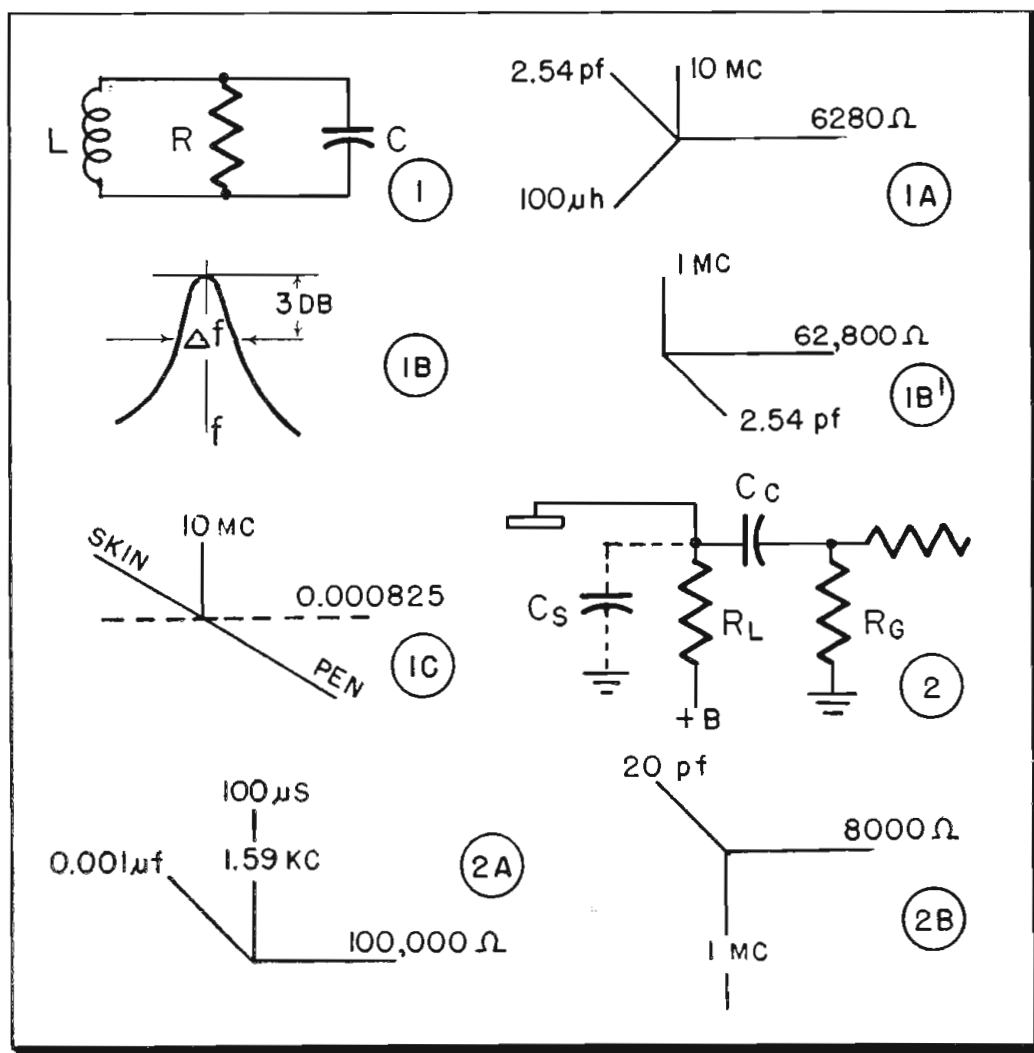 L
R
C
1
2.54 pf
10 MC
6280 Ω
100 μh
1A
3 DB
Δf
f
1B
1 MC
62,800 Ω
2.54 pf
1B'
SKIN
10 MC
0.000825
PEN
1C
CC
CS
RL
RG
+B
2
100 μS
0.001 μf
1.59 KC
100,000 Ω
2A
20 pf
8000 Ω
1 MC
2B